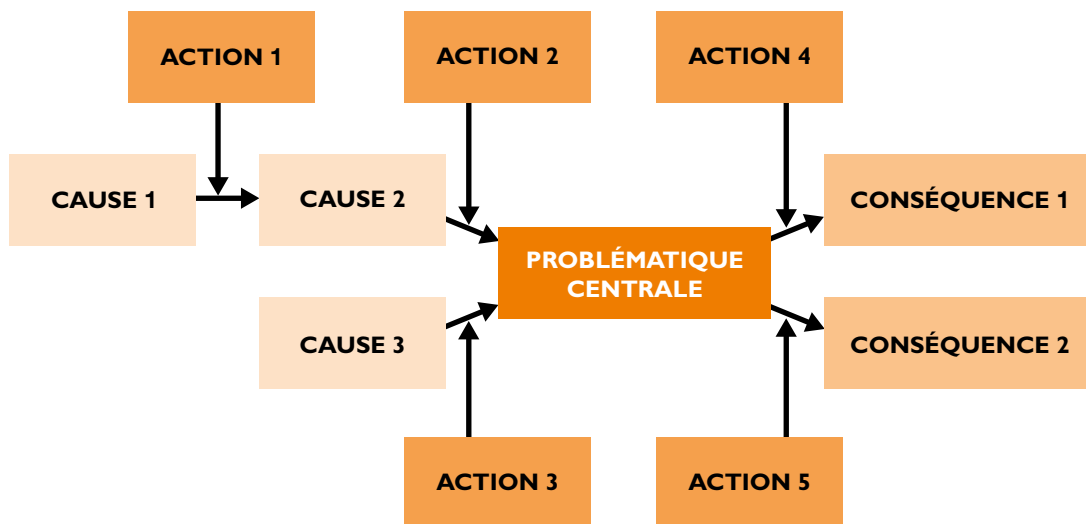 ACTION 1
ACTION 2
ACTION 4
CAUSE 1
CAUSE 2
CONSÉQUENCE 1
PROBLÉMATIQUE
CENTRALE
CAUSE 3
CONSÉQUENCE 2
ACTION 3
ACTION 5